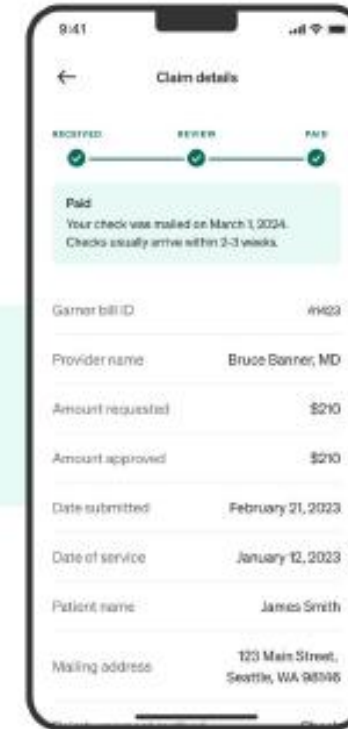 9:41
Claim details
RECEIVED REVIEW PAID
Paid
Your check was mailed on March 1, 2024.
Checks usually arrive within 2-3 weeks.
Garner bill ID #1423
Provider name Bruce Banner, MD
Amount requested $210
Amount approved $210
Date submitted February 21, 2023
Date of service January 12, 2023
Patient name James Smith
Mailing address 123 Main Street,
Seattle, WA 98146